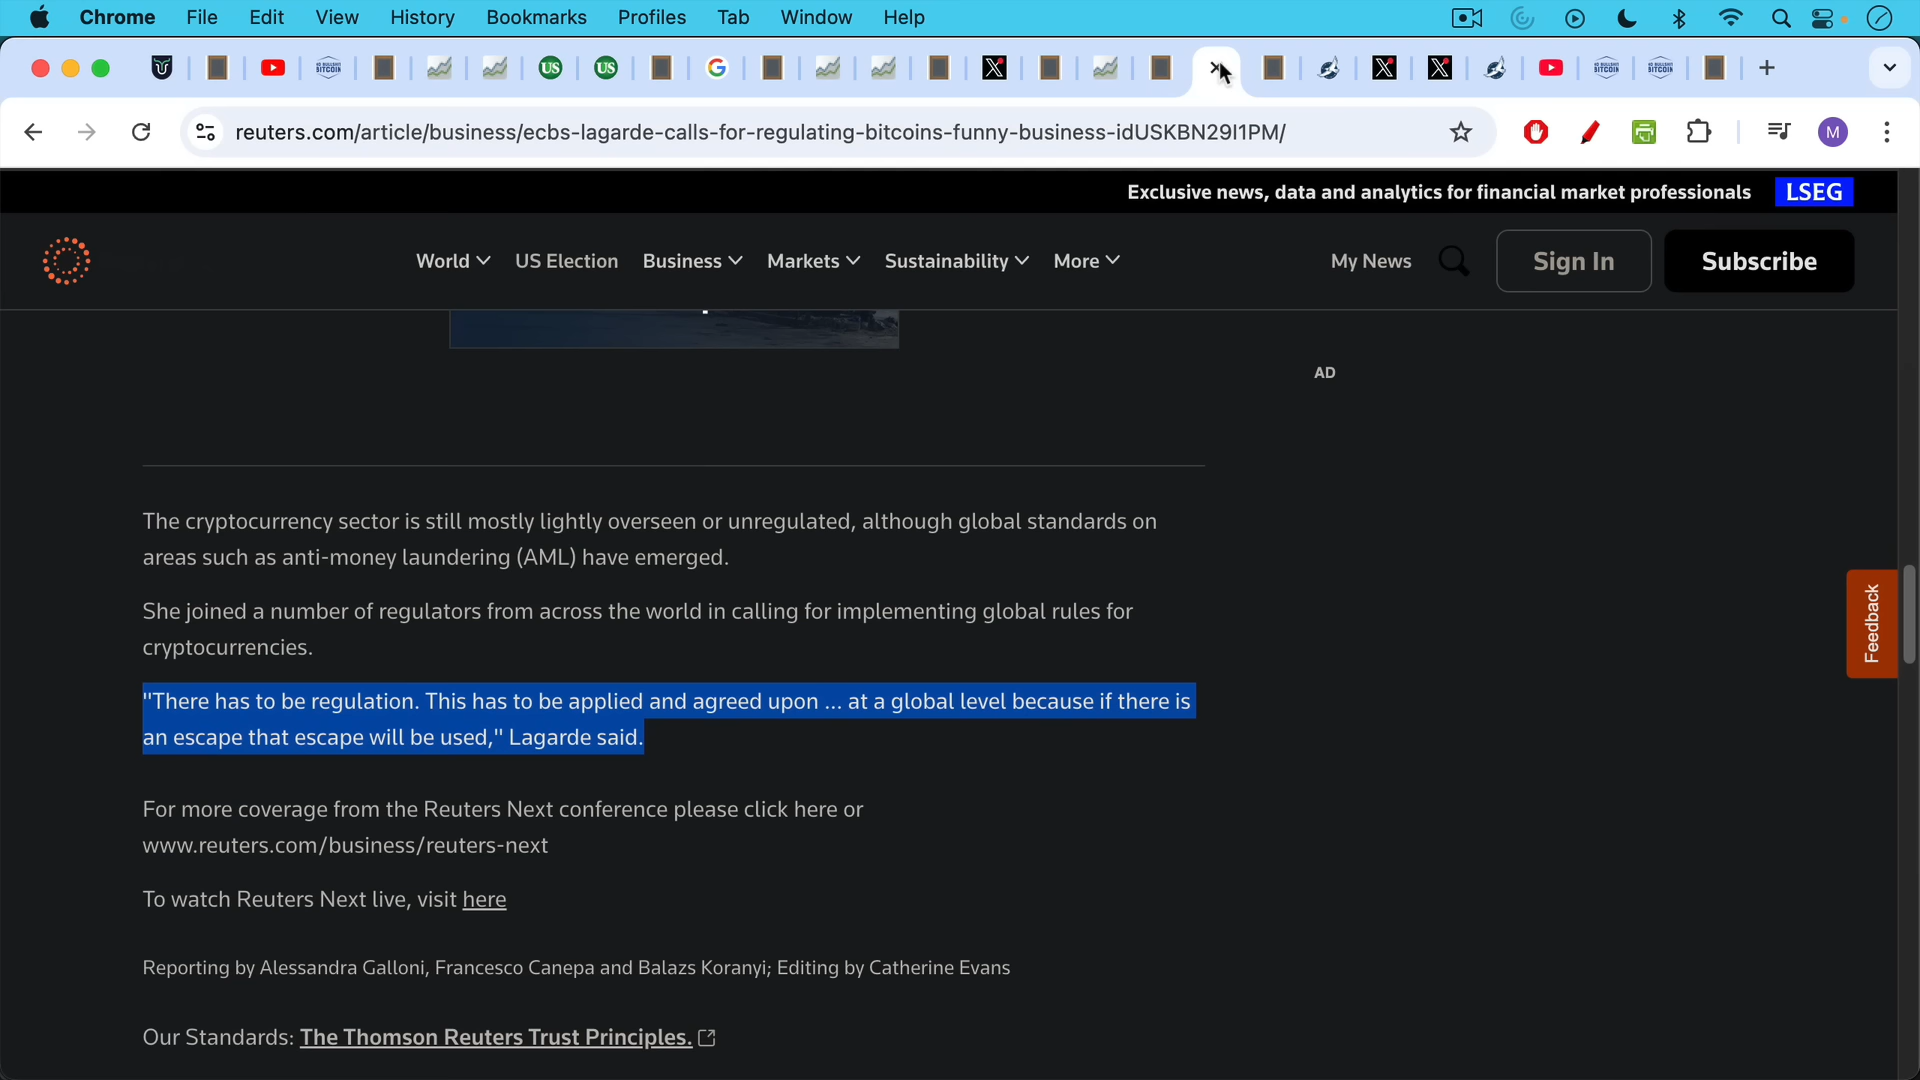 Chrome File Edit View History Bookmarks Profiles Tab Window Help
reuters.com/article/business/ecbs-lagarde-calls-for-regulating-bitcoins-funny-business-idUSKBN29I1PM/
M
Exclusive news, data and analytics for financial market professionals LSEG
World US Election Business Markets Sustainability More My News Sign In Subscribe
AD
The cryptocurrency sector is still mostly lightly overseen or unregulated, although global standards on
areas such as anti-money laundering (AML) have emerged.
She joined a number of regulators from across the world in calling for implementing global rules for
cryptocurrencies.
"There has to be regulation. This has to be applied and agreed upon ... at a global level because if there is
an escape that escape will be used," Lagarde said.
Feedback
For more coverage from the Reuters Next conference please click here or
www.reuters.com/business/reuters-next
To watch Reuters Next live, visit here
Reporting by Alessandra Galloni, Francesco Canepa and Balazs Koranyi; Editing by Catherine Evans
Our Standards: The Thomson Reuters Trust Principles.